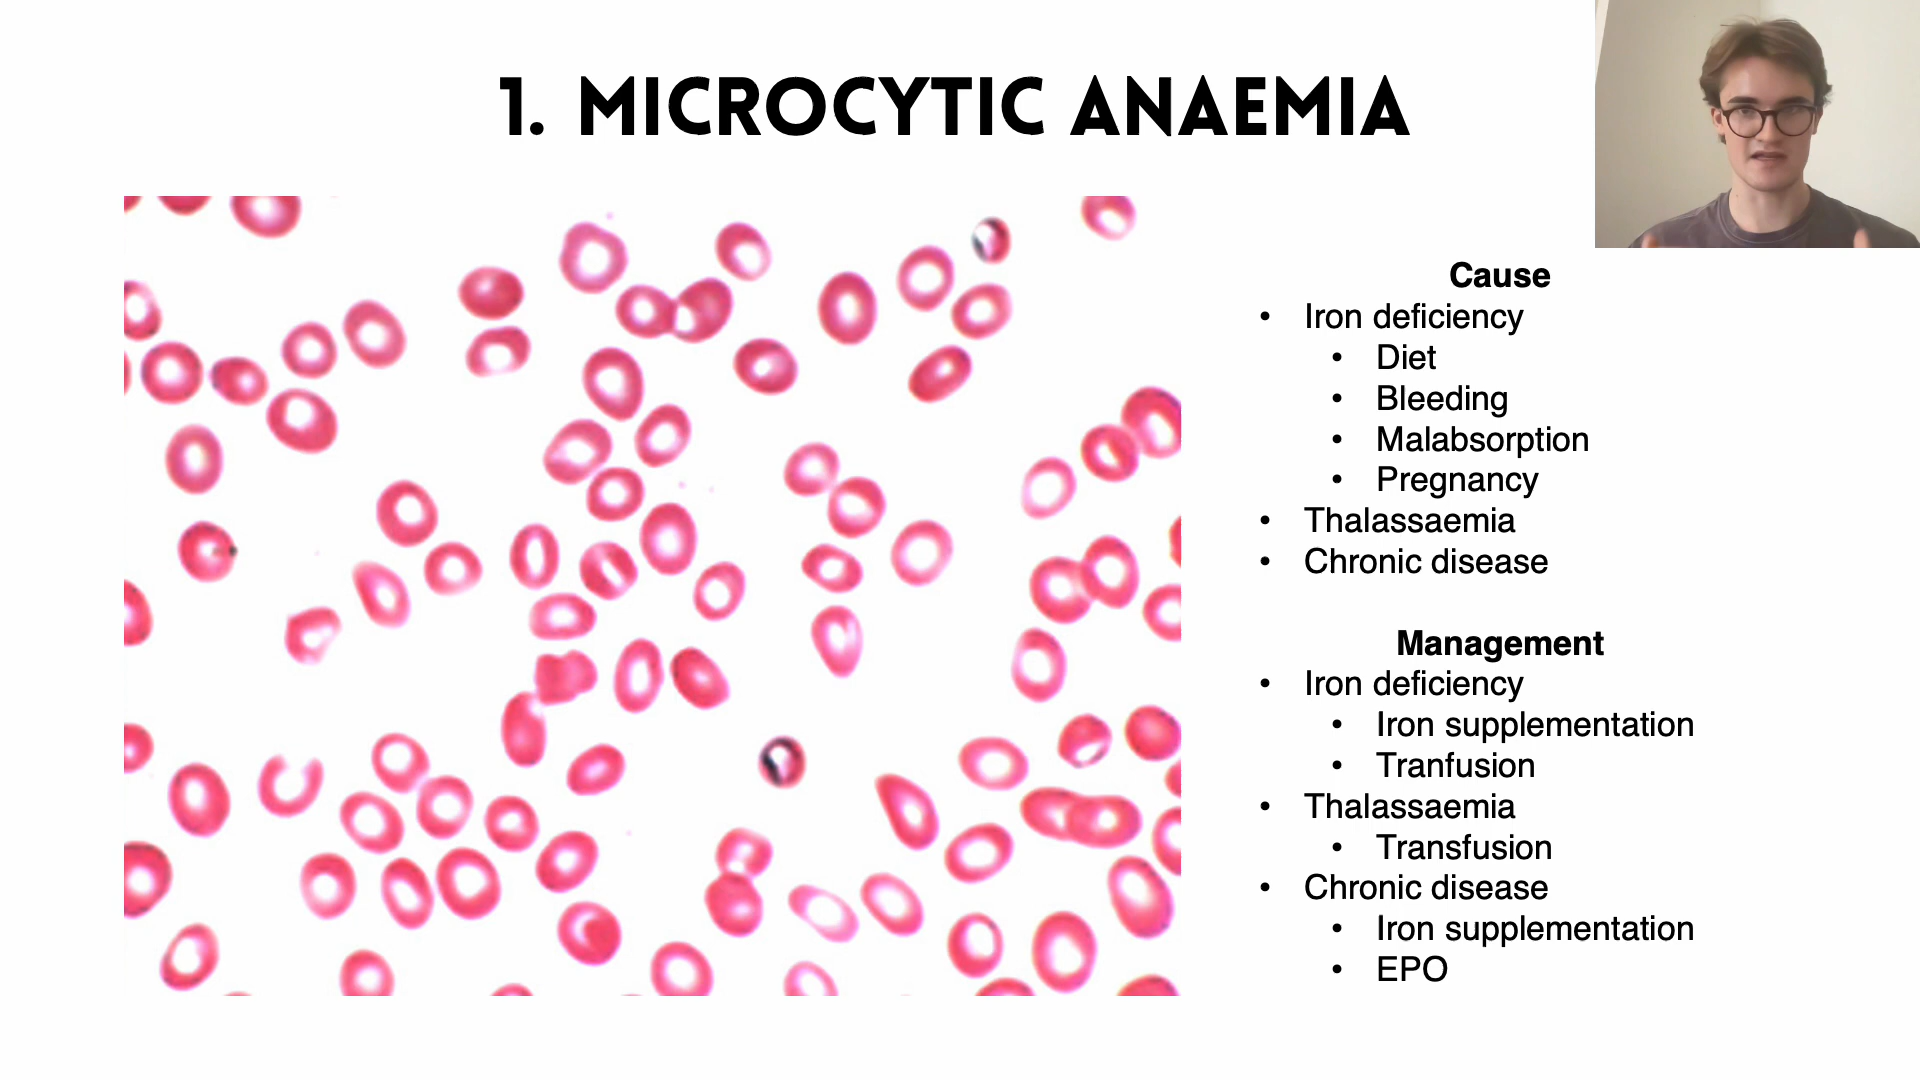 1. MICROCYTIC ANAEMIA
Cause
• Iron deficiency
• Diet
• Bleeding
• Malabsorption
• Pregnancy
• Thalassaemia
• Chronic disease
Management
• Iron deficiency
• Iron supplementation
• Tranfusion
• Thalassaemia
• Transfusion
• Chronic disease
• Iron supplementation
• EPO